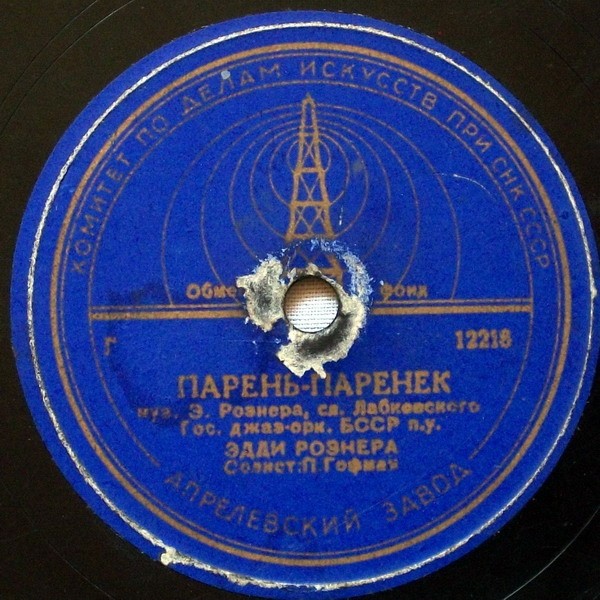 КОМИТЕТ ПО ДЕЛАМ ИСКУССТВ ПРИ СНК СССР
Г 12218
ПАРЕНЬ-ПАРЕНЕК
муз. Э. Рознера, сл. Лабковского
Гос. джаз-орк. БССР п.у.
ЭДДИ РОЗНЕРА
Солист: П. Гофман
АПРЕЛЕВСКИЙ ЗАВОД